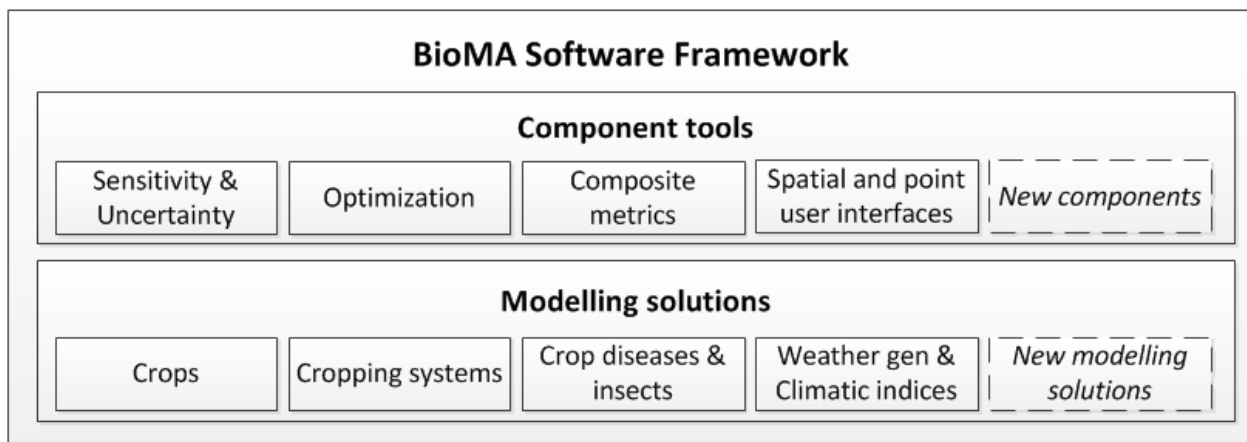 BioMA Software Framework
Component tools
Sensitivity &
Uncertainty
Optimization
Composite
metrics
Spatial and point
user interfaces
New components
Modelling solutions
Crops
Cropping systems
Crop diseases &
insects
Weather gen &
Climatic indices
New modelling
solutions